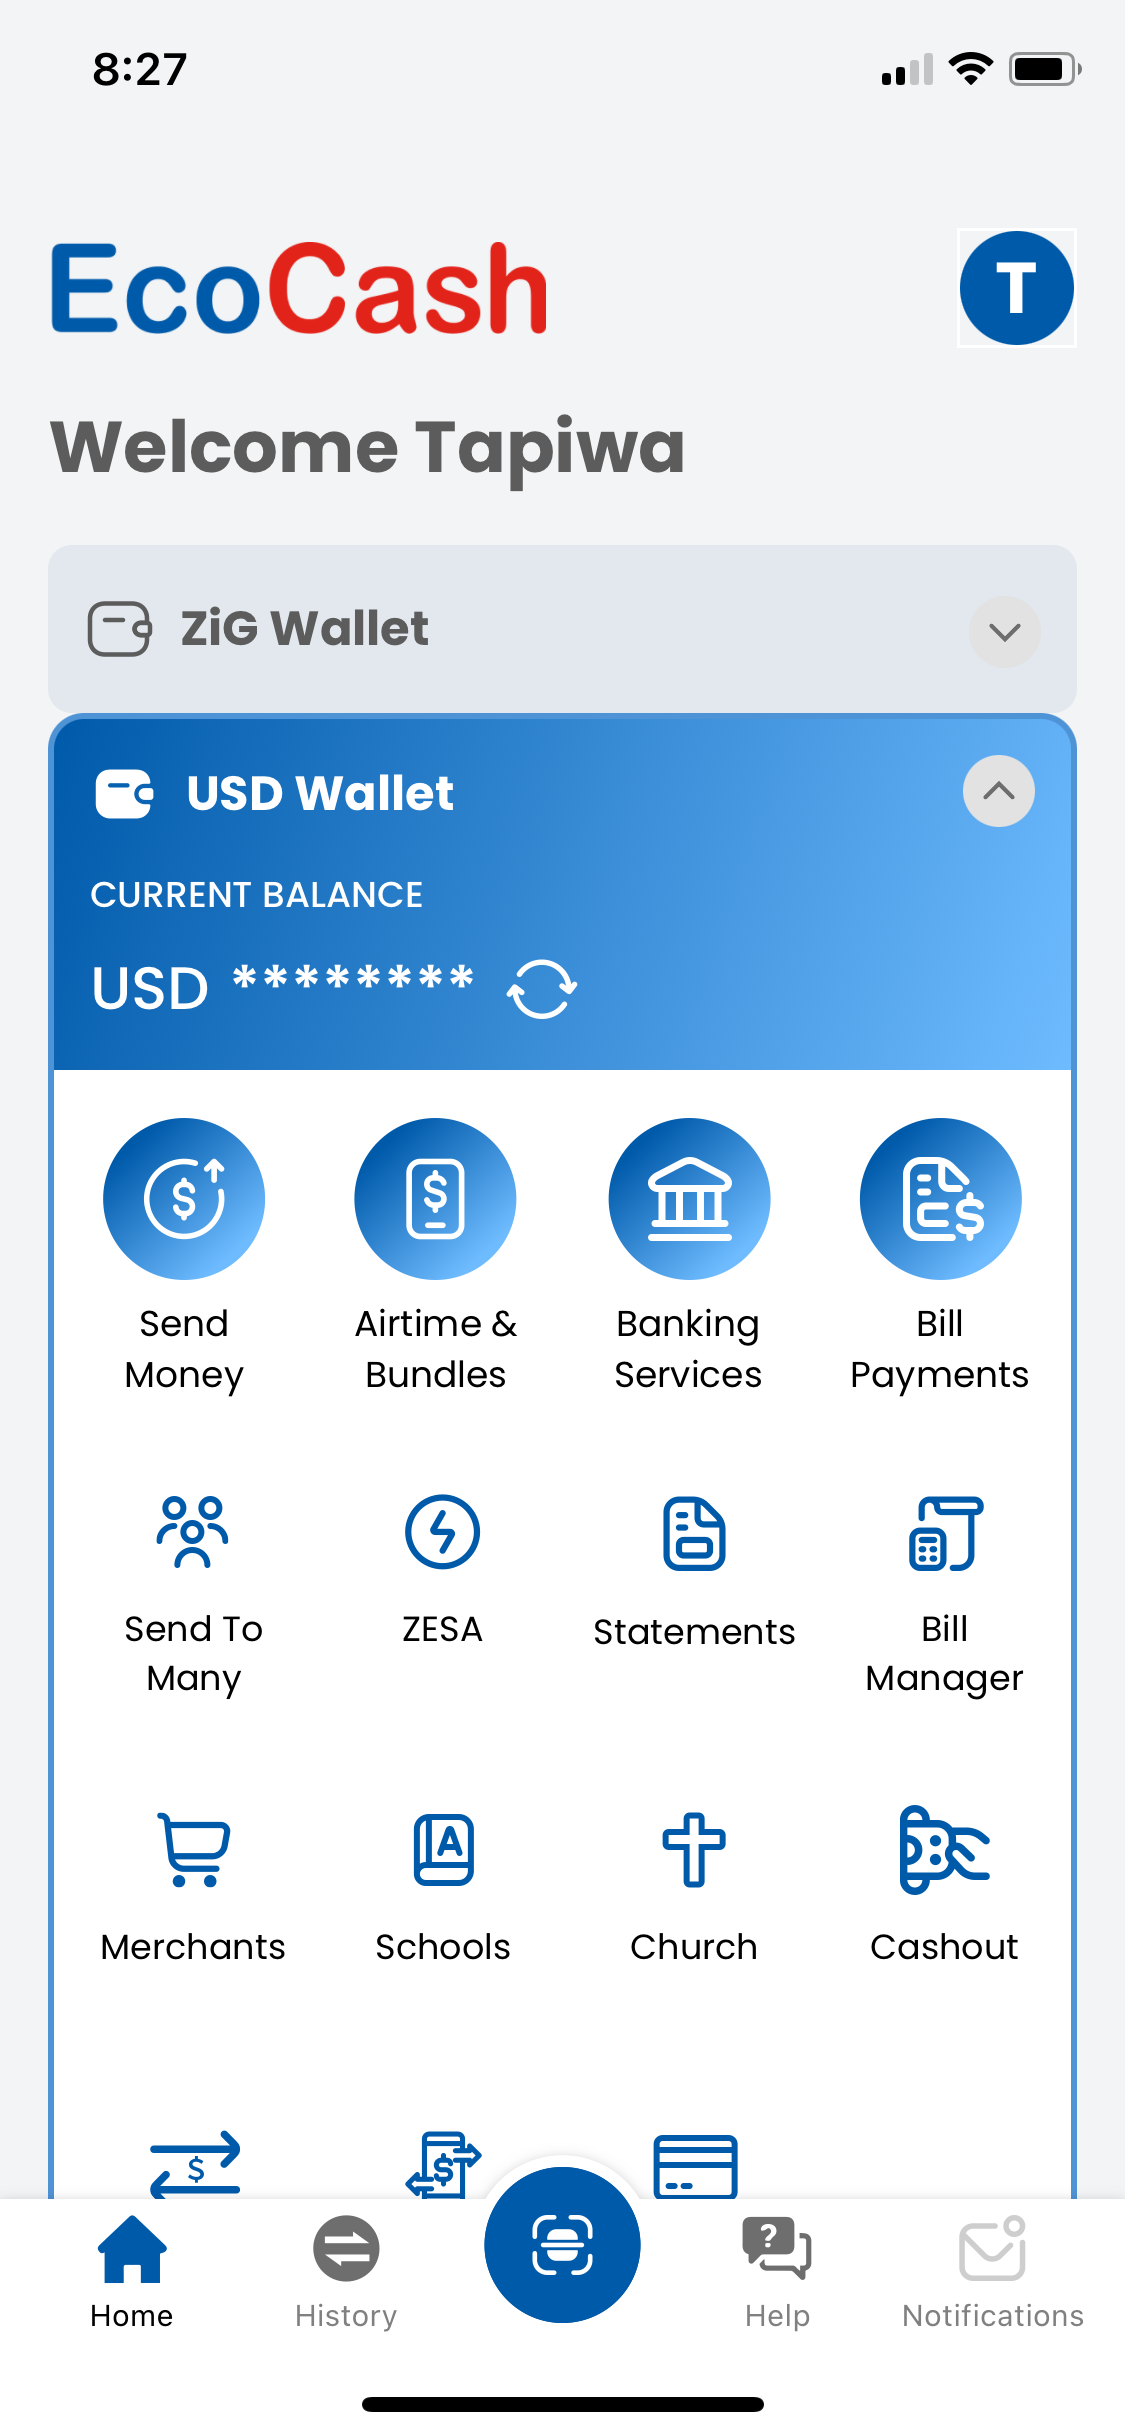 8:27
EcoCash
T
Welcome Tapiwa
ZiG Wallet
USD Wallet
CURRENT BALANCE
USD ********
Send Money
Airtime & Bundles
Banking Services
Bill Payments
Send To Many
ZESA
Statements
Bill Manager
Merchants
Schools
Church
Cashout
Home
History
Help
Notifications